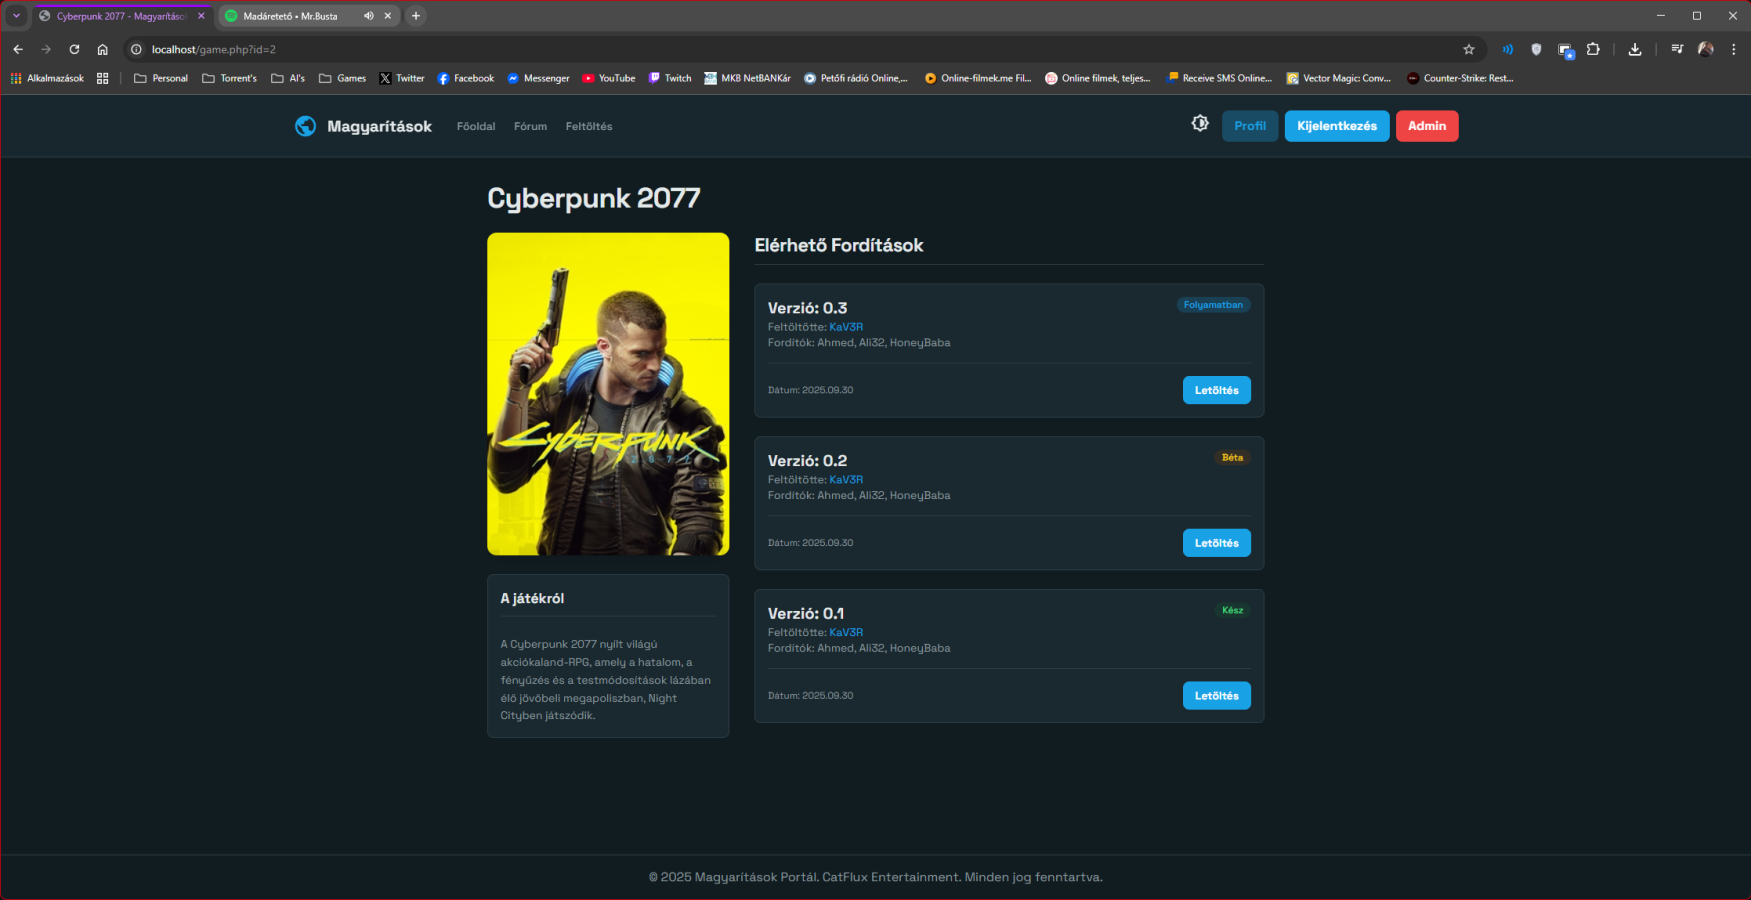 Cyberpunk 2077 - Magyarítások
Madáretető • Mr.Busta
localhost/game.php?id=2
Alkalmazások
Personal
Torrent's
AI's
Games
Twitter
Facebook
Messenger
YouTube
Twitch
MKB NetBANKár
Petőfi rádió Online,...
Online-filmek.me Fil...
Online filmek, teljes...
Receive SMS Online...
Vector Magic: Conv...
Counter-Strike: Rest...
Magyarítások
Főoldal
Fórum
Feltöltés
Profil
Kijelentkezés
Admin
Cyberpunk 2077
CYBERPUNK
2077
A játékról
A Cyberpunk 2077 nyílt világú
akciókaland-RPG, amely a hatalom, a
fényűzés és a testmódosítások lázában
élő jövőbeli megapoliszban, Night
Cityben játszódik.
Elérhető Fordítások
Verzió: 0.3
Folyamatban
Feltöltötte: KaV3R
Fordítók: Ahmed, Ali32, HoneyBaba
Dátum: 2025.09.30
Letöltés
Verzió: 0.2
Béta
Feltöltötte: KaV3R
Fordítók: Ahmed, Ali32, HoneyBaba
Dátum: 2025.09.30
Letöltés
Verzió: 0.1
Kész
Feltöltötte: KaV3R
Fordítók: Ahmed, Ali32, HoneyBaba
Dátum: 2025.09.30
Letöltés
© 2025 Magyarítások Portál. CatFlux Entertainment. Minden jog fenntartva.